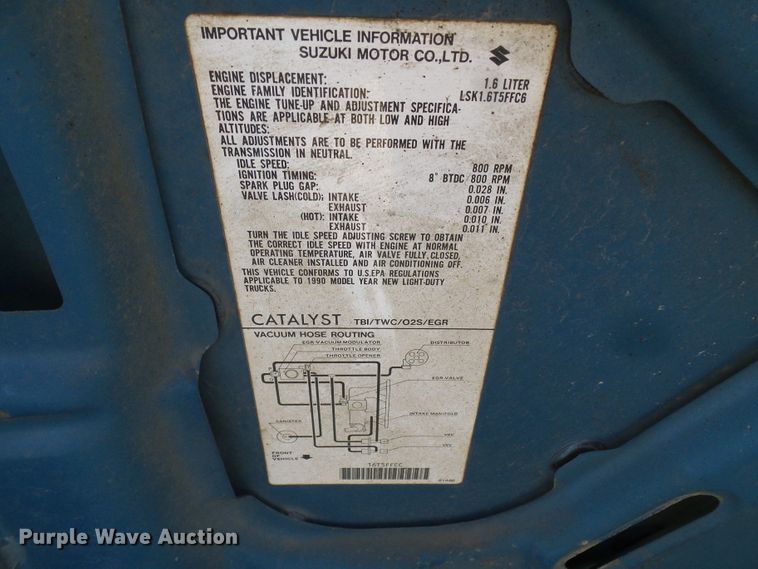 IMPORTANT VEHICLE INFORMATION
SUZUKI MOTOR CO.,LTD.
ENGINE DISPLACEMENT: 1.6 LITER
ENGINE FAMILY IDENTIFICATION: LSK1.6T5FFC6
THE ENGINE TUNE-UP AND ADJUSTMENT SPECIFICA-
TIONS ARE APPLICABLE AT BOTH LOW AND HIGH
ALTITUDES:
ALL ADJUSTMENTS ARE TO BE PERFORMED WITH THE
TRANSMISSION IN NEUTRAL.
IDLE SPEED: 800 RPM
IGNITION TIMING: 8° BTDC/800 RPM
SPARK PLUG GAP: 0.028 IN.
VALVE LASH(COLD): INTAKE 0.006 IN.
EXHAUST 0.007 IN.
(HOT): INTAKE 0.010 IN.
EXHAUST 0.011 IN.
TURN THE IDLE SPEED ADJUSTING SCREW TO OBTAIN
THE CORRECT IDLE SPEED WITH ENGINE AT NORMAL
OPERATING TEMPERATURE, AIR VALVE FULLY,CLOSED,
AIR CLEANER INSTALLED AND AIR CONDITIONING OFF.
THIS VEHICLE CONFORMS TO U.S.EPA REGULATIONS
APPLICABLE TO 1990 MODEL YEAR NEW LIGHT-DUTY
TRUCKS.
CATALYST TBI/TWC/O2S/EGR
VACUUM HOSE ROUTING
EGR VACUUM MODULATOR
THROTTLE BODY
THROTTLE OPENER
DISTRIBUTOR
EGR VALVE
INTAKE MANIFOLD
CANISTER
FRONT
OF
VEHICLE
16T5FFCC
Purple Wave Auction